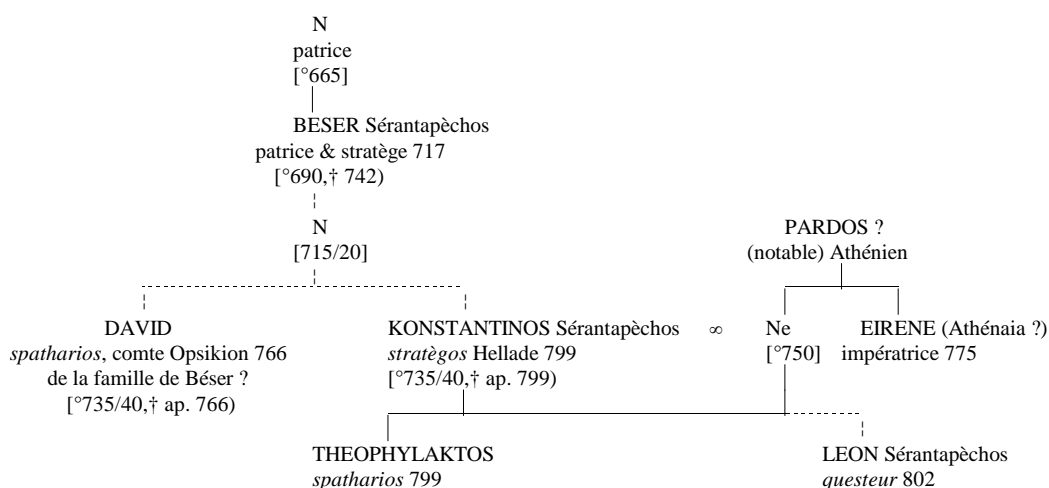 N
patrice
[°665]
BESER Sérantapèchos
patrice & stratège 717
[°690,† 742)
N
[715/20]
PARDOS ?
(notable) Athénien
DAVID
spatharios, comte Opsikion 766
de la famille de Béser ?
[°735/40,† ap. 766)
KONSTANTINOS Sérantapèchos
stratègos Hellade 799
[°735/40,† ap. 799)
∞
Ne
[°750]
EIRENE (Athénaia ?)
impératrice 775
THEOPHYLAKTOS
spatharios 799
LEON Sérantapèchos
questeur 802